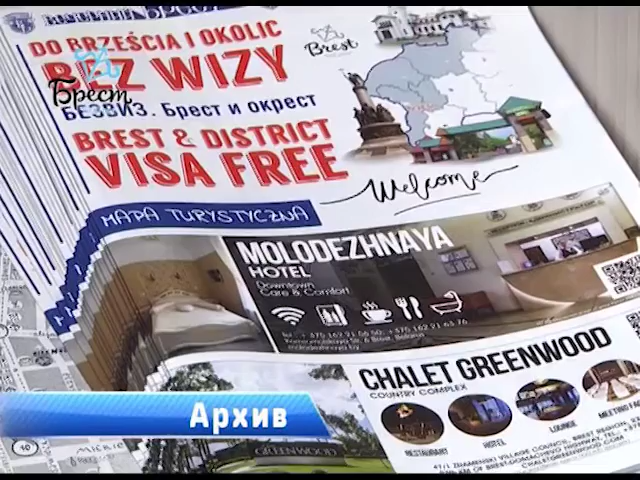 DO BRZEŚCIA I OKOLIC
BEZ WIZY
БЕЗВИЗ. Брест и окрест
BREST & DISTRICT
VISA FREE
Brest
Брест
Welcome
MAPA TURYSTYCZNA
MOLODEZHNAYA
HOTEL
Downtown
Care & Comfort
CHALET GREENWOOD
COUNTRY COMPLEX
RESTAURANT
HOTEL
LOUNGE
GREENWOOD
Архив